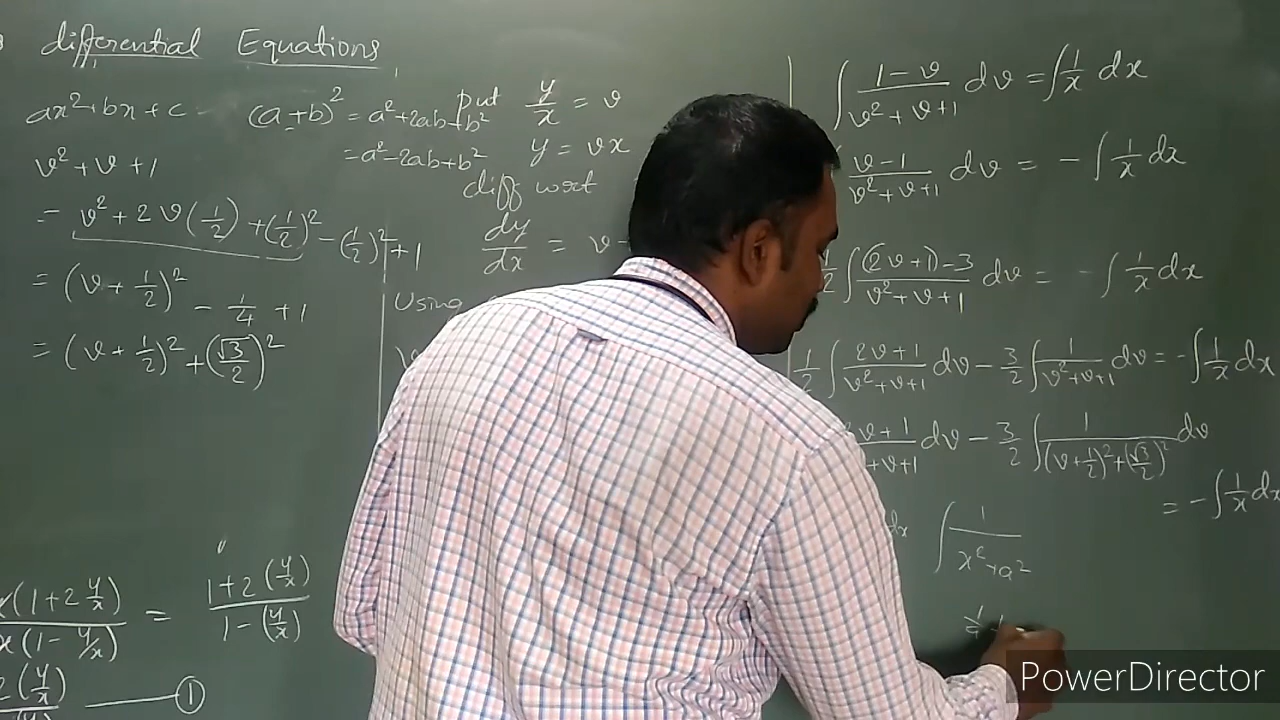 differential Equations
ax² + bx + c -
(a ± b)² = a² + 2ab + b²
= a² - 2ab + b²
v² + v + 1
= v² + 2v(1/2) + (1/2)² - (1/2)² + 1
= (v + 1/2)² - 1/4 + 1
= (v + 1/2)² + (√3/2)²
(1 + 2 y/x)/x(1 - y/x) = (1 + 2(y/x))/(1 - (y/x))
2(y/x) ——— ①
put y/x = v
y = vx
diff wrt
dy/dx = v
Using
∫ (1 - v)/(v² + v + 1) dv = ∫ 1/x dx
(v - 1)/(v² + v + 1) dv = - ∫ 1/x dx
1/2 ∫ ((2v + 1) - 3)/(v² + v + 1) dv = - ∫ 1/x dx
1/2 ∫ (2v + 1)/(v² + v + 1) dv - 3/2 ∫ 1/(v² + v + 1) dv = - ∫ 1/x dx
v + 1/+ v + 1 dv - 3/2 ∫ 1/((v + 1/2)² + (√3/2)²) dv
= - ∫ 1/x dx
dx ∫ 1/(x² + a²)
PowerDirector